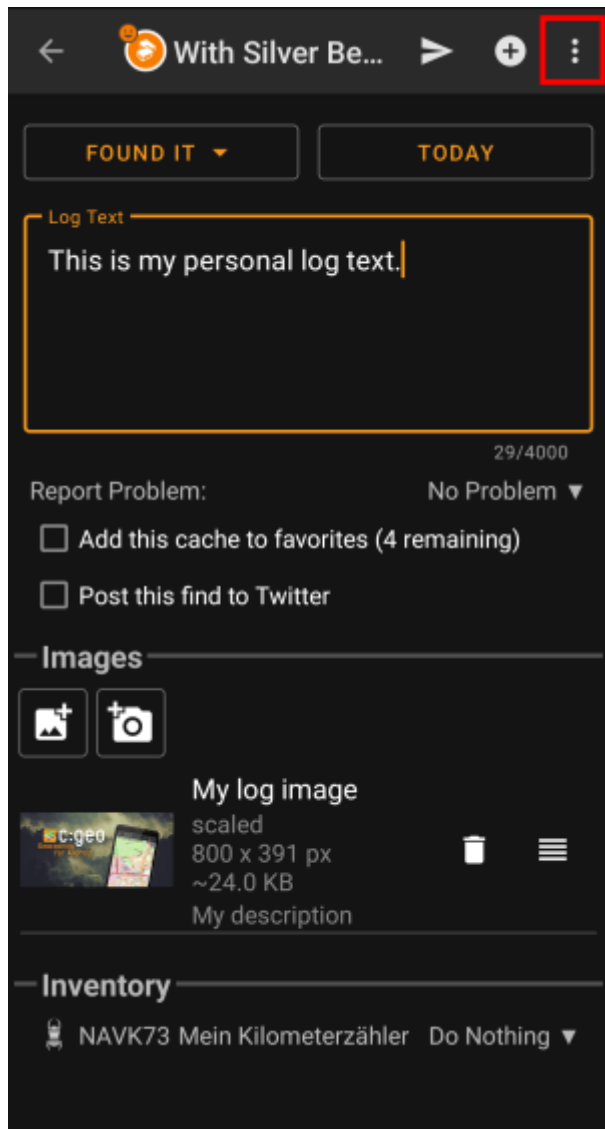 With Silver Be...
FOUND IT
TODAY
Log Text
This is my personal log text.
29/4000
Report Problem:
No Problem
Add this cache to favorites (4 remaining)
Post this find to Twitter
Images
My log image
scaled
c:geo
800 x 391 px
~24.0 KB
My description
Inventory
NAVK73 Mein Kilometerzähler
Do Nothing